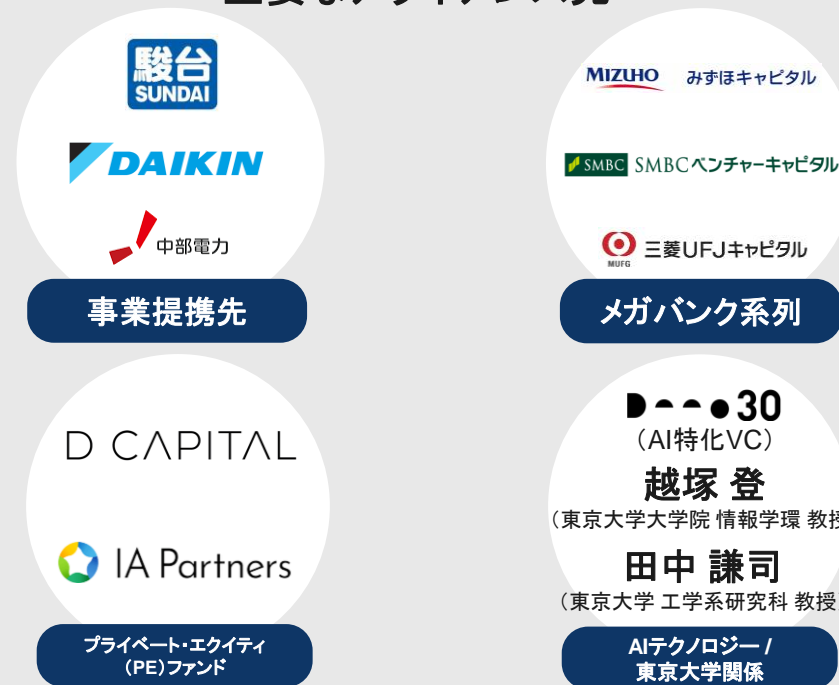 駿台
SUNDAI
DAIKIN
中部電力
事業提携先
MIZUHO みずほキャピタル
SMBC SMBCベンチャーキャピタル
MUFG 三菱UFJキャピタル
メガバンク系列
D CΛPITΛL
IA Partners
プライベート・エクイティ
（PE）ファンド
30
（AI特化VC）
越塚 登
（東京大学大学院 情報学環 教授
田中 謙司
（東京大学 工学系研究科 教授
AIテクノロジー /
東京大学関係